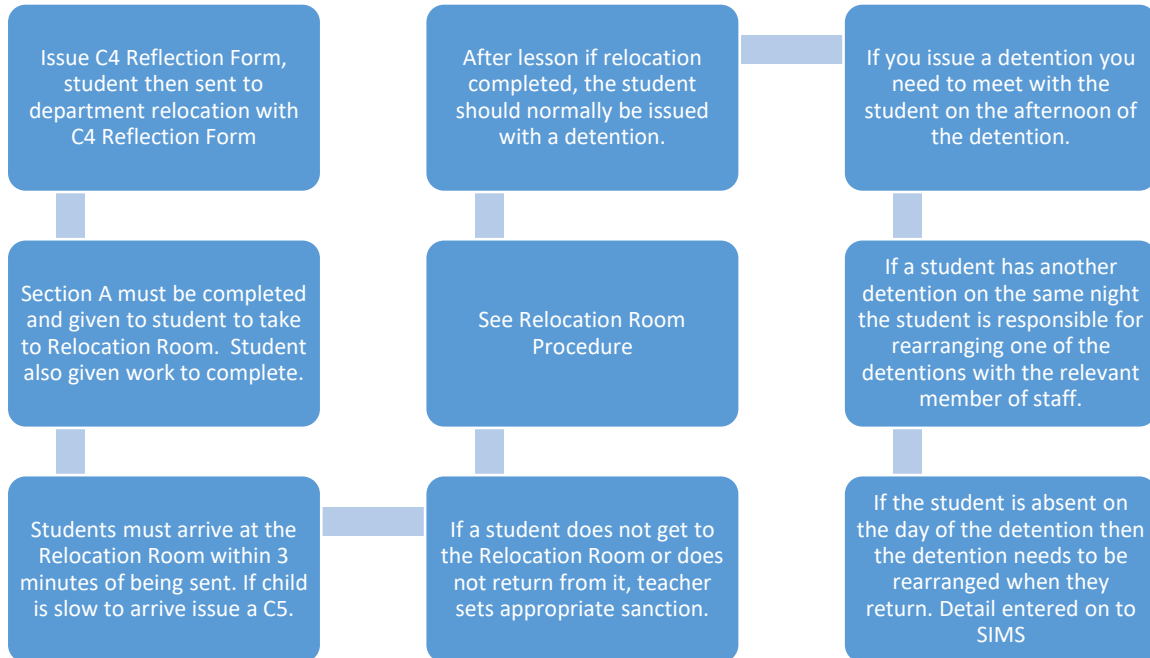 Issue C4 Reflection Form,
student then sent to
department relocation with
C4 Reflection Form
Section A must be completed
and given to student to take
to Relocation Room.  Student
also given work to complete.
Students must arrive at the
Relocation Room within 3
minutes of being sent. If child
is slow to arrive issue a C5.
If a student does not get to
the Relocation Room or does
not return from it, teacher
sets appropriate sanction.
See Relocation Room
Procedure
After lesson if relocation
completed, the student
should normally be issued
with a detention.
If you issue a detention you
need to meet with the
student on the afternoon of
the detention.
If a student has another
detention on the same night
the student is responsible for
rearranging one of the
detentions with the relevant
member of staff.
If the student is absent on
the day of the detention then
the detention needs to be
rearranged when they
return. Detail entered on to
SIMS